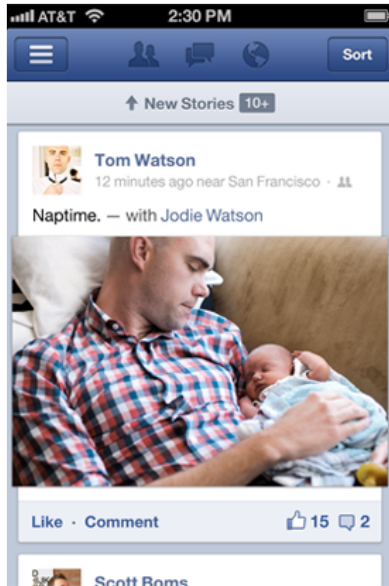 AT&T 2:30 PM
Sort
New Stories 10+
Tom Watson
12 minutes ago near San Francisco ·
Naptime. — with Jodie Watson
Like · Comment 15 2
Scott Boms